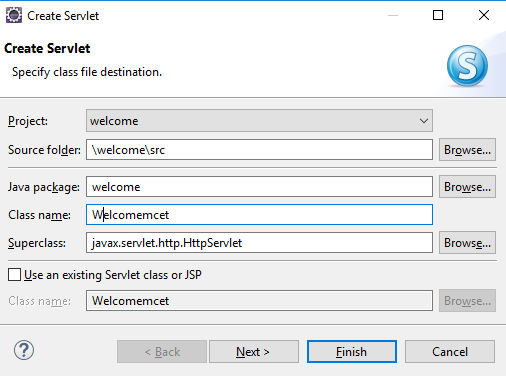 Create Servlet
Create Servlet
Specify class file destination.
S
Project: welcome
Source folder: \welcome\src Browse...
Java package: welcome Browse...
Class name: Welcomemcet
Superclass: javax.servlet.http.HttpServlet Browse...
Use an existing Servlet class or JSP
Class name: Welcomemcet Browse...
? < Back Next > Finish Cancel